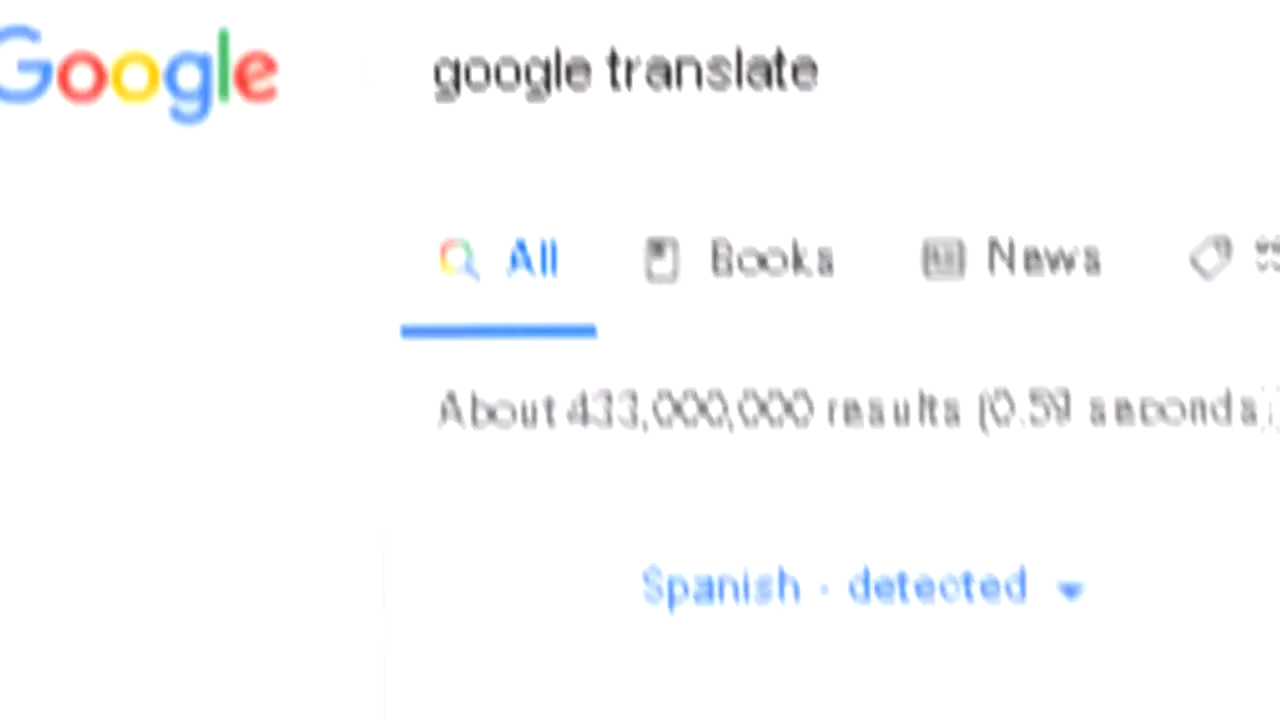 Google
google translate
All Books News
About 433,000,000 results (0.59 seconds)
Spanish · detected